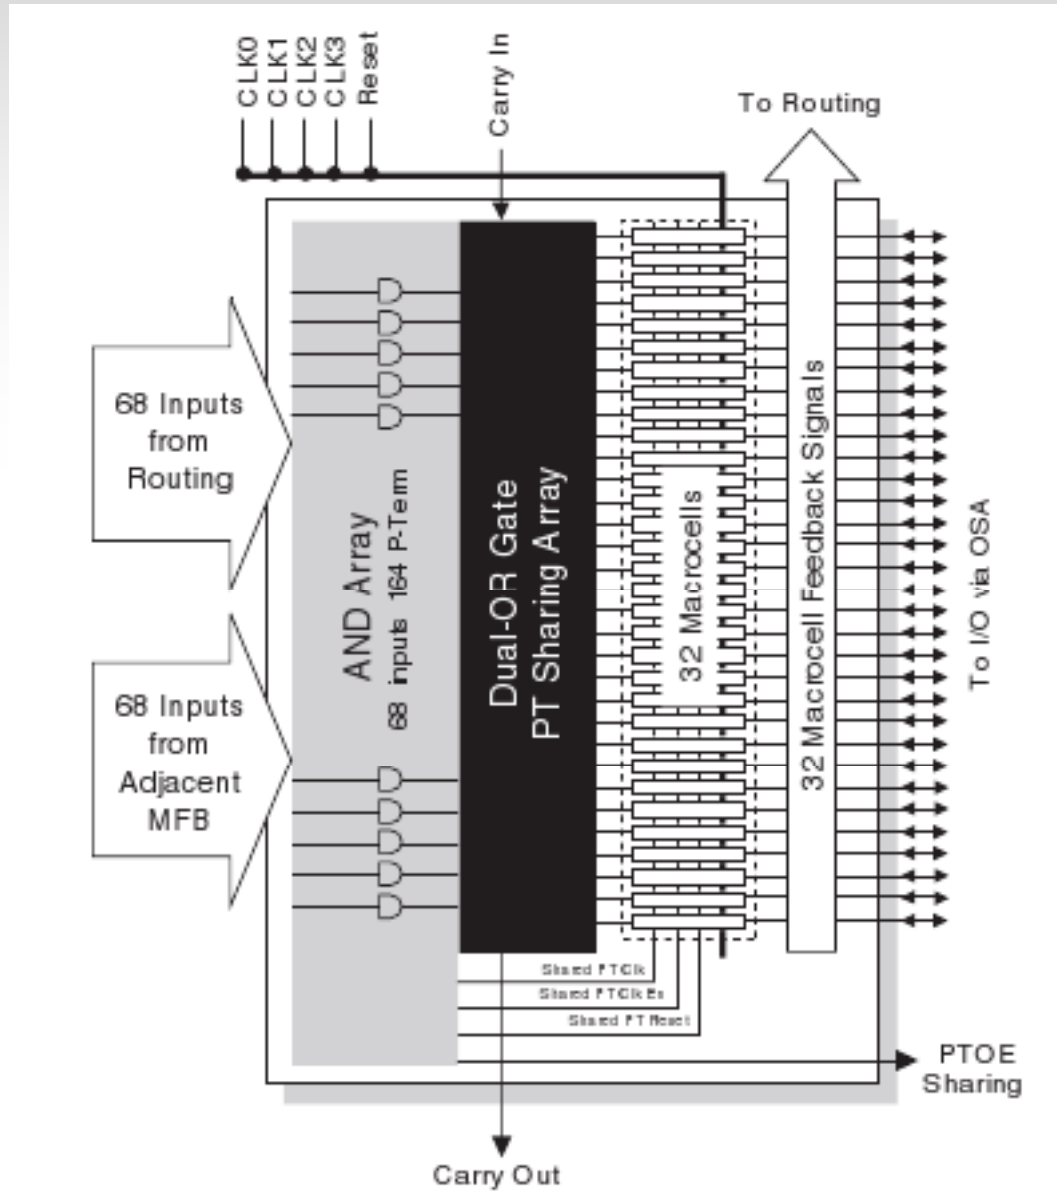 CLK0
CLK1
CLK2
CLK3
Reset
Carry In
To Routing
68 Inputs
from
Routing
68 Inputs
from
Adjacent
MFB
AND Array
68 inputs 164 P-Term
Dual-OR Gate
PT Sharing Array
32 Macrocells
32 Macrocell Feedback Signals
To I/O via OSA
Shared PTClk
Shared PTClk En
Shared PT Reset
PTOE
Sharing
Carry Out